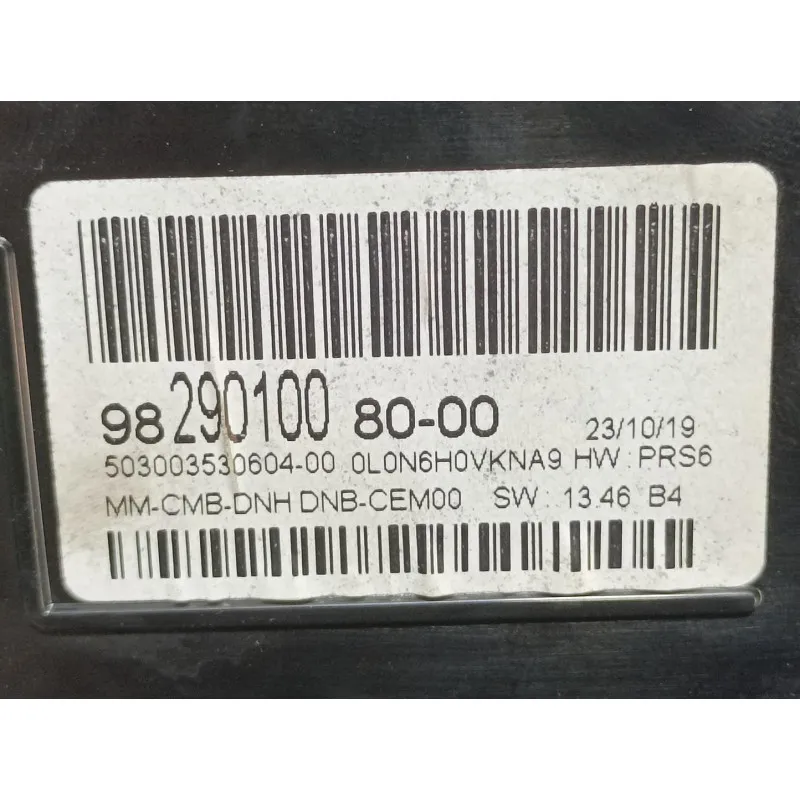 98 290100 80-00 23/10/19
503003530604-00 0L0N6H0VKNA9 HW : PRS6
MM-CMB-DNH DNB-CEM00 SW : 13.46 B4